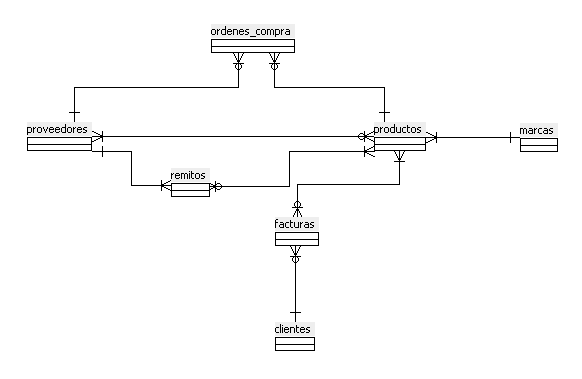 ordenes_compra
proveedores
productos
marcas
remitos
facturas
clientes